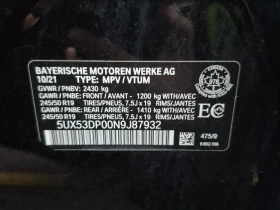 BAYERISCHE MOTOREN WERKE AG
10/21 TYPE: MPV / VTUM
GVWR / PNBV: 2430 kg
GAWR / PNBE: FRONT / AVANT - 1200 kg WITH/AVEC
245/50 R19 TIRES/PNEUS, 7.5J x 19 RIMS/JANTES
GAWR / PNBE: REAR / ARRIÈRE - 1410 kg WITH/AVEC
245/50 R19 TIRES/PNEUS, 7.5J x 19 RIMS/JANTES
5UX53DP00N9J87932
EC
475/9